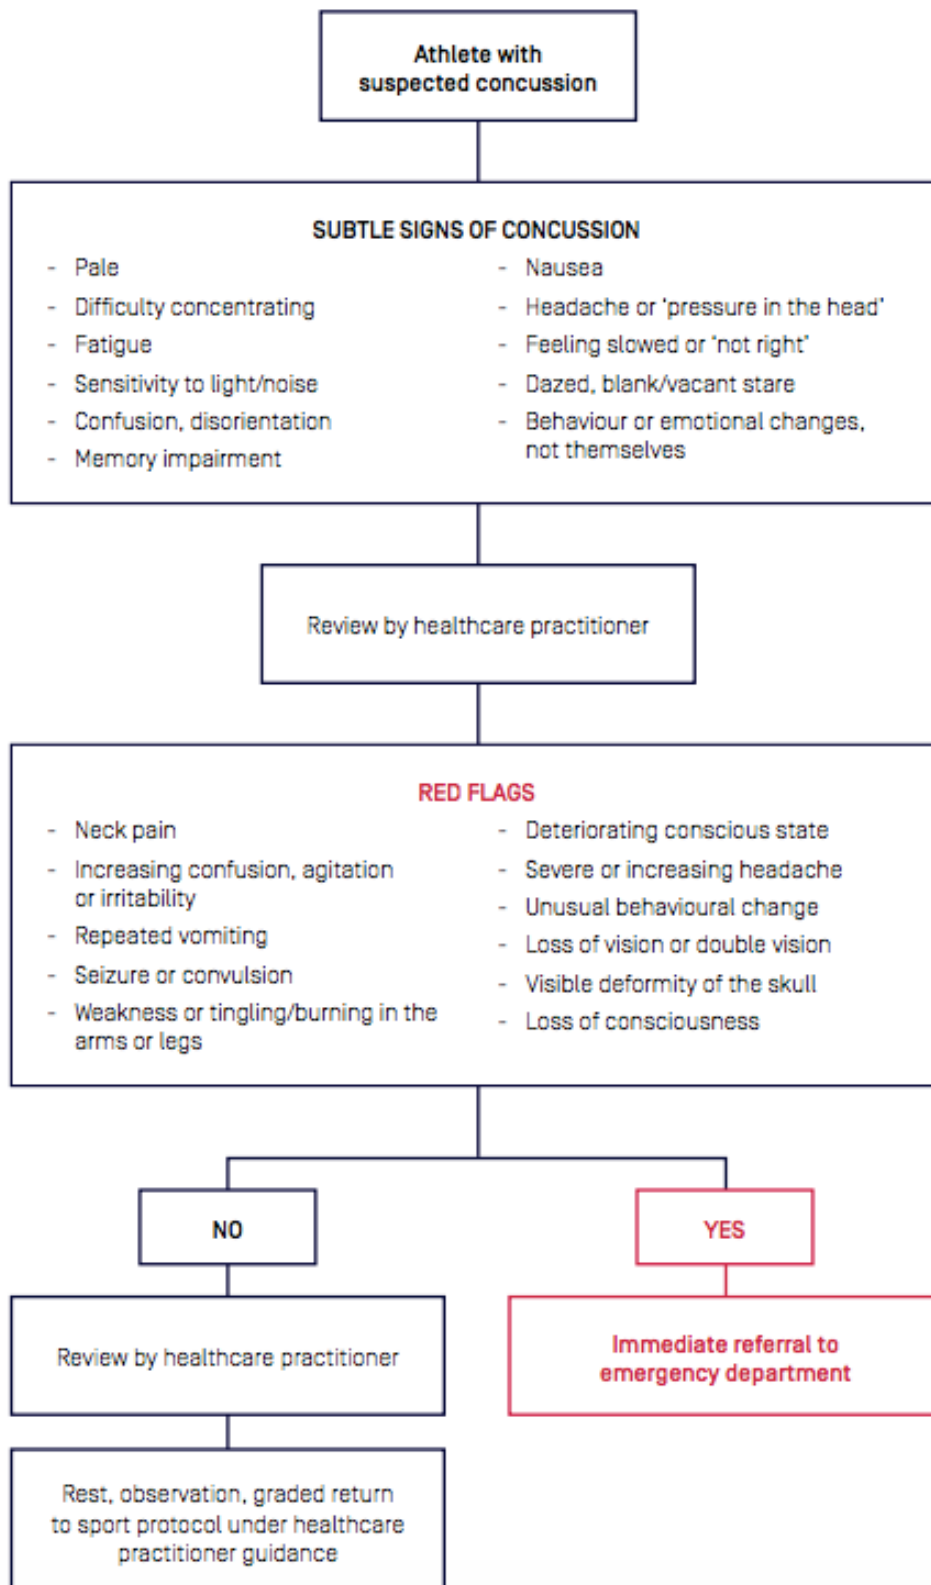 Athlete with
suspected concussion
SUBTLE SIGNS OF CONCUSSION
- Pale
- Difficulty concentrating
- Fatigue
- Sensitivity to light/noise
- Confusion, disorientation
- Memory impairment
- Nausea
- Headache or ‘pressure in the head’
- Feeling slowed or ‘not right’
- Dazed, blank/vacant stare
- Behaviour or emotional changes,
not themselves
Review by healthcare practitioner
RED FLAGS
- Neck pain
- Increasing confusion, agitation
or irritability
- Repeated vomiting
- Seizure or convulsion
- Weakness or tingling/burning in the
arms or legs
- Deteriorating conscious state
- Severe or increasing headache
- Unusual behavioural change
- Loss of vision or double vision
- Visible deformity of the skull
- Loss of consciousness
NO
Review by healthcare practitioner
Rest, observation, graded return
to sport protocol under healthcare
practitioner guidance
YES
Immediate referral to
emergency department